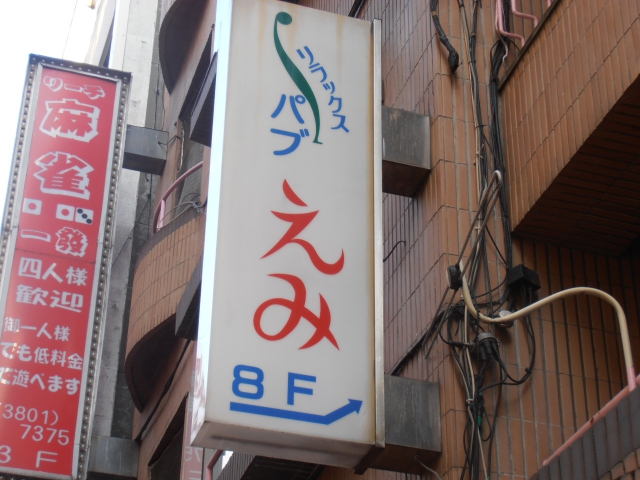 リーチ
麻
雀
一發
四人様
歓迎
御一人様
でも低料金
で遊べます
3801)
7375
3 F
リラックス
パブ
えみ
8 F